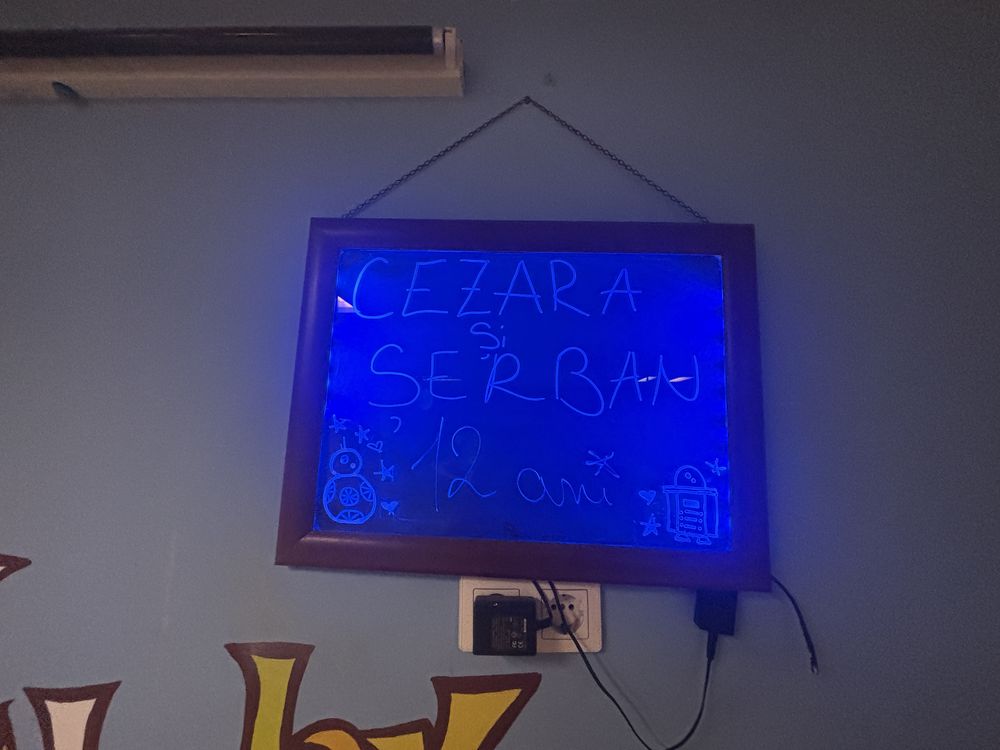 CEZARA
și
ȘERBAN
12 ani